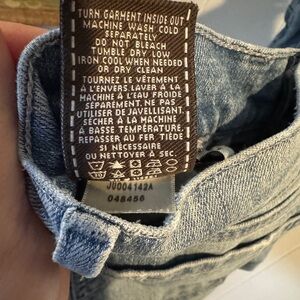 TURN GARMENT INSIDE OUT
MACHINE WASH COLD
SEPARATELY
DO NOT BLEACH
TUMBLE DRY LOW
IRON COOL WHEN NEEDED
OR DRY CLEAN
TOURNEZ LE VÊTEMENT
À L'ENVERS LAVER À LA
MACHINE À L'EAU FROIDE
SÉPARÉMENT. NE PAS
UTILISER DE JAVELLISANT.
SÉCHER À LA MACHINE
À BASSE TEMPÉRATURE,
REPASSER AU FER TIÈDE
SI NÉCESSAIRE
OU NETTOYER À SEC.
JU004142A
048456